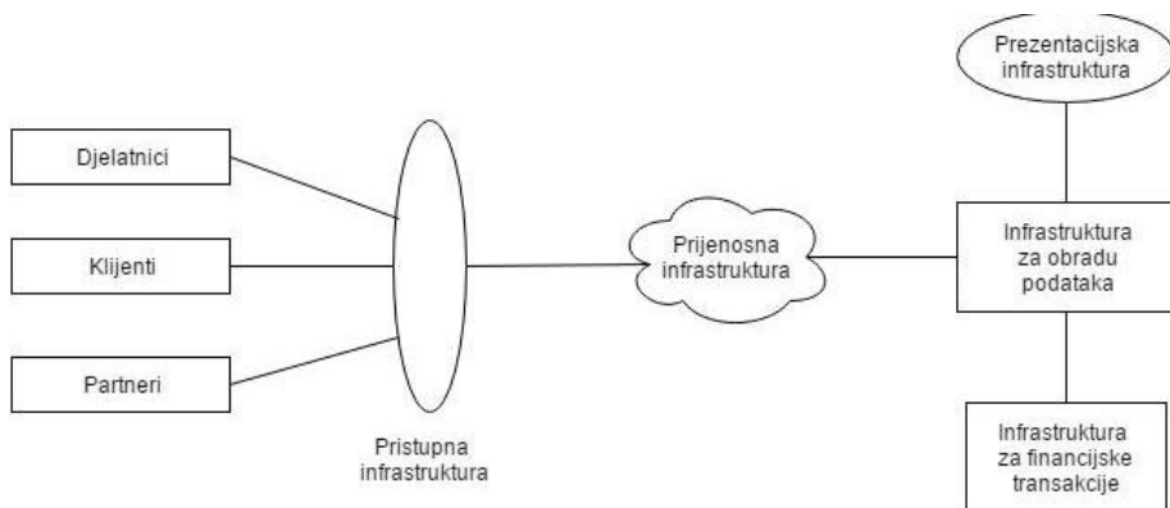 Prezentacijska
infrastruktura
Djelatnici
Klijenti
Partneri
Pristupna
infrastruktura
Prijenosna
infrastruktura
Infrastruktura
za obradu
podataka
Infrastruktura
za financijske
transakcije